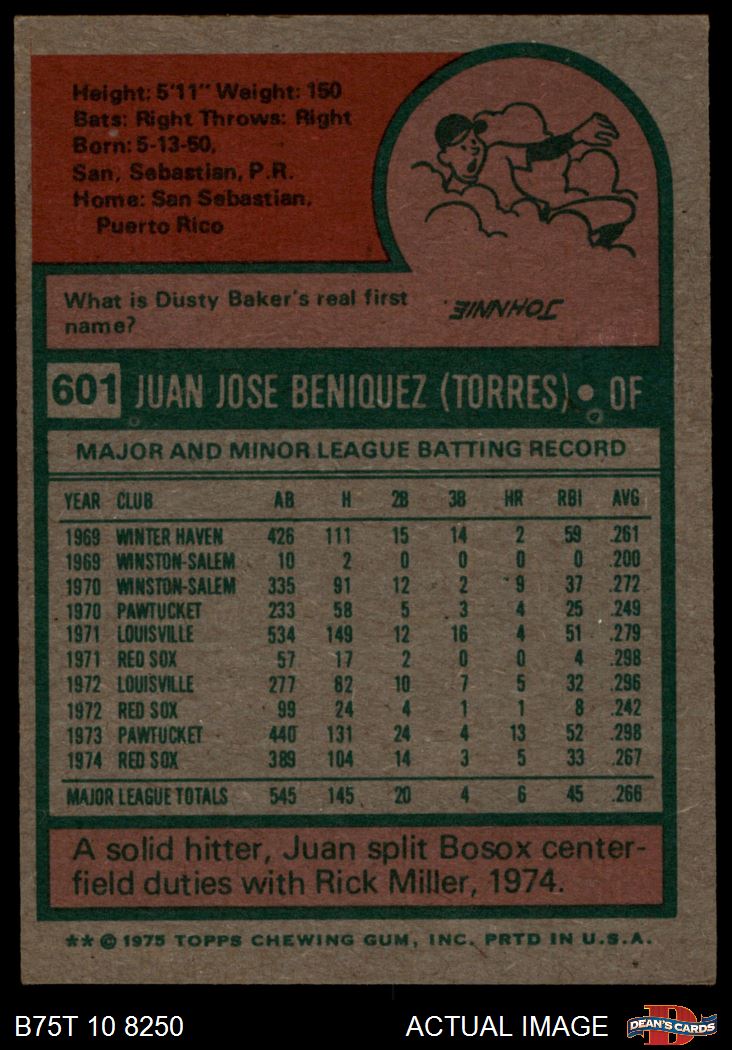 Height: 5'11" Weight: 150
Bats: Right Throws: Right
Born: 5-13-50,
San. Sebastian, P.R.
Home: San Sebastian,
Puerto Rico
What is Dusty Baker's real first
name?
JOHNNIE.
601 JUAN JOSE BENIQUEZ (TORRES) • OF
MAJOR AND MINOR LEAGUE BATTING RECORD
YEAR CLUB AB H 2B 3B HR RBI AVG
1969 WINTER HAVEN 426 111 15 14 2 59 .261
1969 WINSTON-SALEM 10 2 0 0 0 0 .200
1970 WINSTON-SALEM 335 91 12 2 9 37 .272
1970 PAWTUCKET 233 58 5 3 4 25 .249
1971 LOUISVILLE 534 149 12 16 4 51 .279
1971 RED SOX 57 17 2 0 0 4 .298
1972 LOUISVILLE 277 82 10 7 5 32 .296
1972 RED SOX 99 24 4 1 1 8 .242
1973 PAWTUCKET 440 131 24 4 13 52 .298
1974 RED SOX 389 104 14 3 5 33 .267
MAJOR LEAGUE TOTALS 545 145 20 4 6 45 .266
A solid hitter, Juan split Bosox center-
field duties with Rick Miller, 1974.
** © 1975 TOPPS CHEWING GUM, INC. PRTD IN U.S.A.
B75T 10 8250 ACTUAL IMAGE DEAN'S CARDS